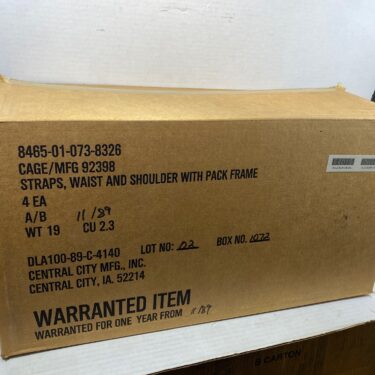 8465-01-073-8326
CAGE/MFG 92398
STRAPS, WAIST AND SHOULDER WITH PACK FRAME
4 EA
A/B 11/89
WT 19 CU 2.3
DLA100-89-C-4140 LOT NO: 03 BOX NO. 1072
CENTRAL CITY MFG., INC.
CENTRAL CITY, IA. 52214
WARRANTED ITEM
WARRANTED FOR ONE YEAR FROM 11/89
CARTON